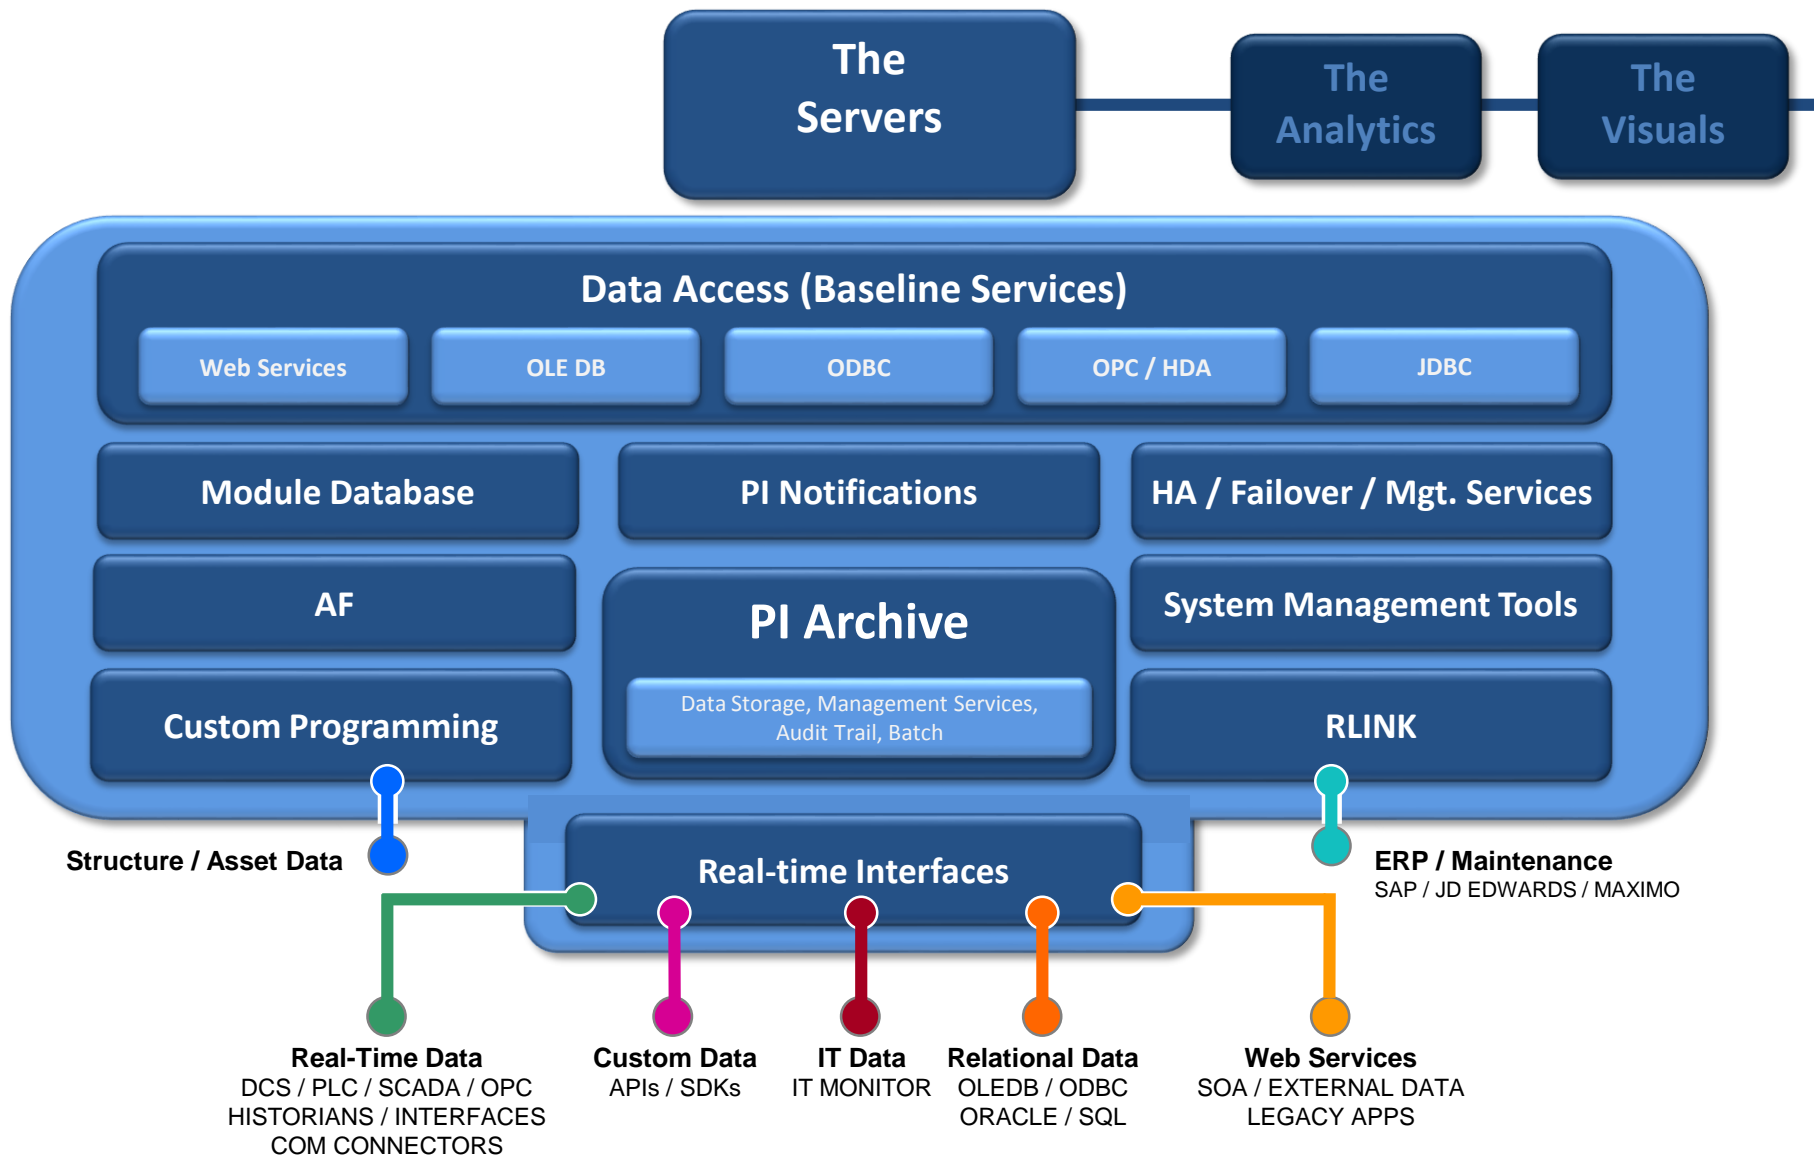 The
Servers
The
Analytics
The
Visuals
Data Access (Baseline Services)
Web Services
OLE DB
ODBC
OPC / HDA
JDBC
Module Database
PI Notifications
HA / Failover / Mgt. Services
AF
PI Archive
System Management Tools
Data Storage, Management Services,
Audit Trail, Batch
Custom Programming
RLINK
Structure / Asset Data
Real-time Interfaces
ERP / Maintenance
SAP / JD EDWARDS / MAXIMO
Real-Time Data
DCS / PLC / SCADA / OPC
HISTORIANS / INTERFACES
COM CONNECTORS
Custom Data
APIs / SDKs
IT Data
IT MONITOR
Relational Data
OLEDB / ODBC
ORACLE / SQL
Web Services
SOA / EXTERNAL DATA
LEGACY APPS